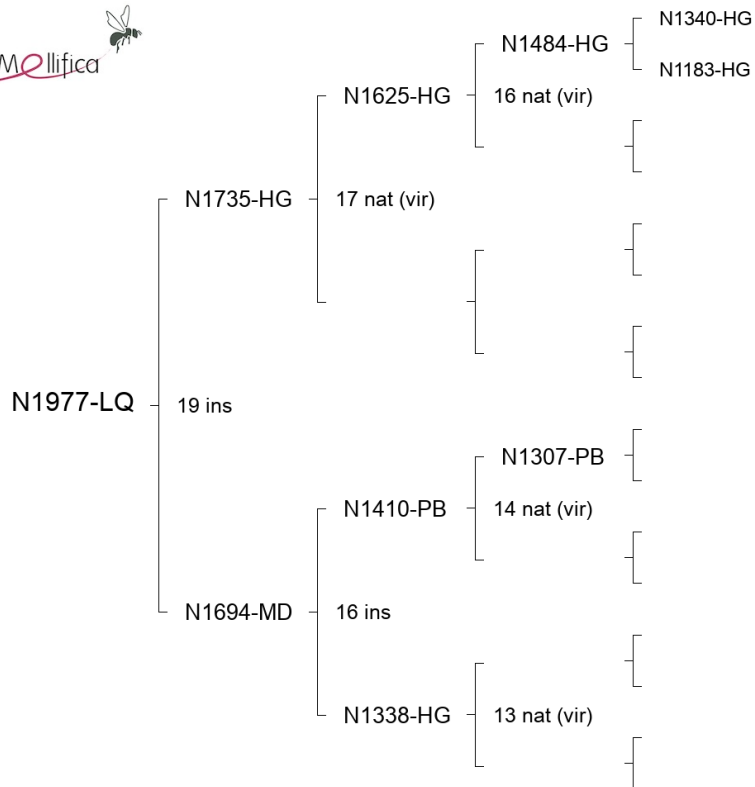 Mellifica
N1340-HG
N1484-HG
N1183-HG
N1625-HG
16 nat (vir)
N1735-HG
17 nat (vir)
N1977-LQ
19 ins
N1307-PB
N1410-PB
14 nat (vir)
N1694-MD
16 ins
N1338-HG
13 nat (vir)